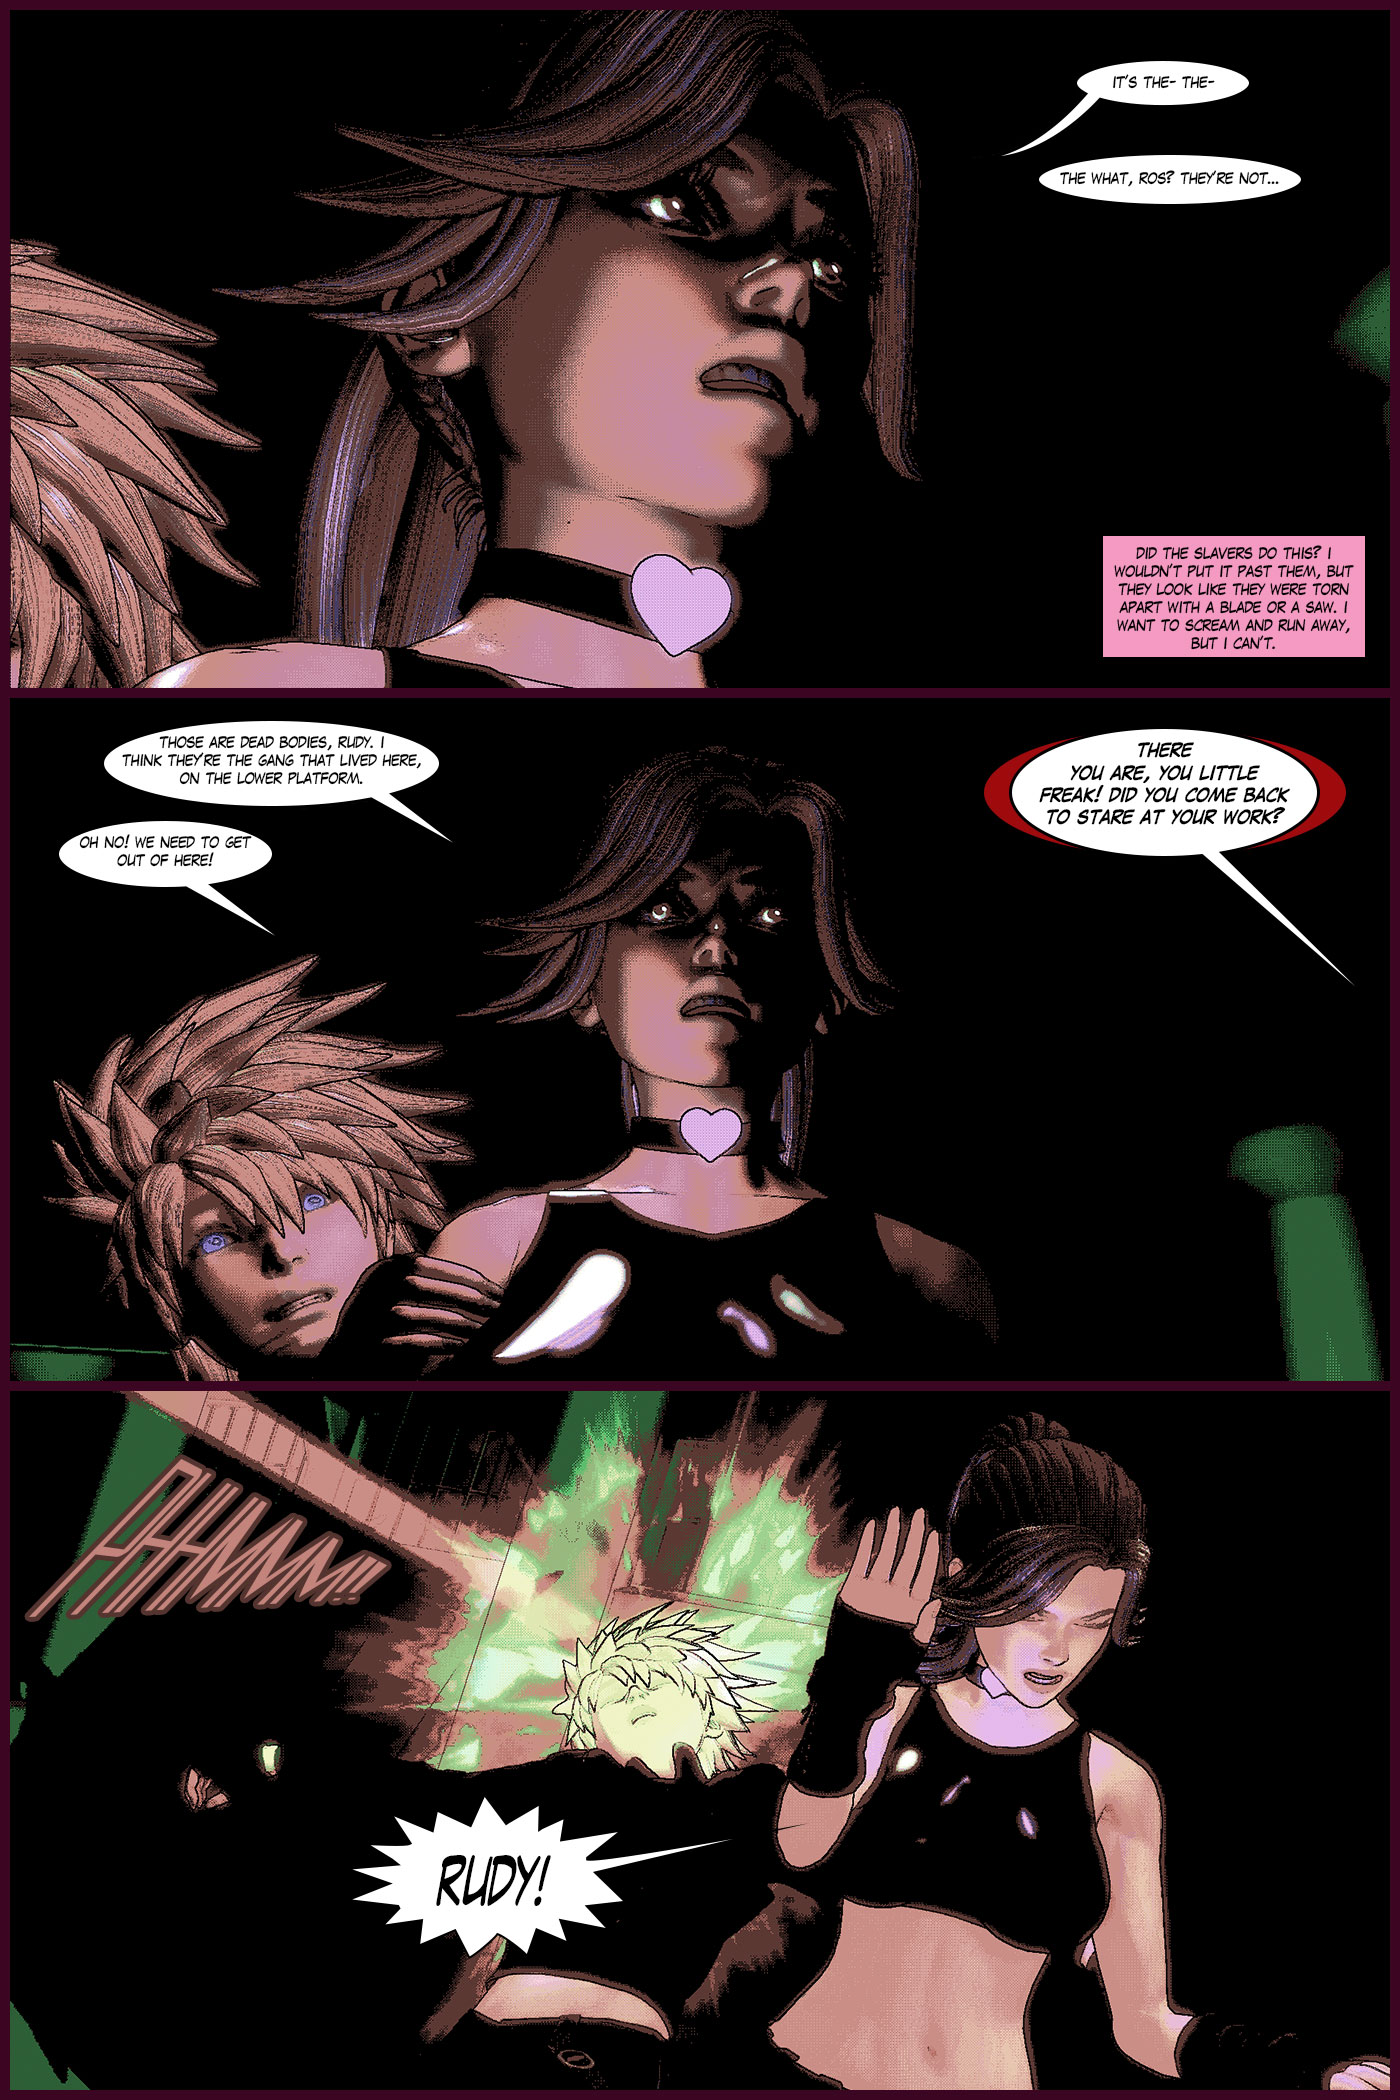 IT'S THE- THE-
THE WHAT, ROS? THEY'RE NOT...
DID THE SLAVERS DO THIS? I
WOULDN'T PUT IT PAST THEM, BUT
THEY LOOK LIKE THEY WERE TORN
APART WITH A BLADE OR A SAW. I
WANT TO SCREAM AND RUN AWAY,
BUT I CAN'T.
THOSE ARE DEAD BODIES, RUDY. I
THINK THEY'RE THE GANG THAT LIVED HERE,
ON THE LOWER PLATFORM.
OH NO! WE NEED TO GET
OUT OF HERE!
THERE
YOU ARE, YOU LITTLE
FREAK! DID YOU COME BACK
TO STARE AT YOUR WORK?
RUDY!